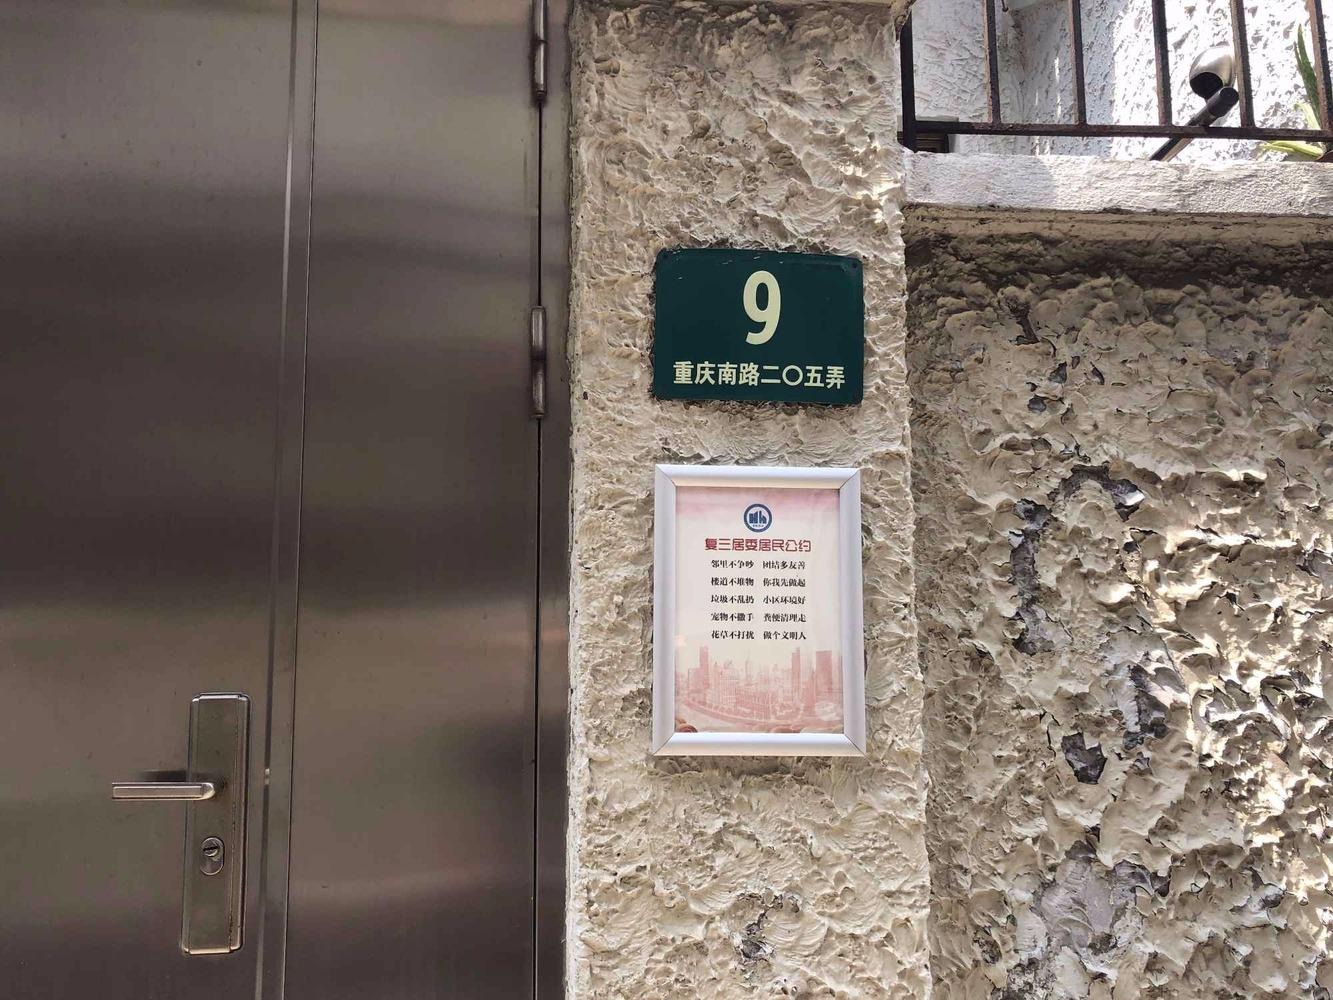 9
重庆南路二〇五弄
复三居委居民公约
邻里不争吵 团结多友善
楼道不堆物 你我先做起
垃圾不乱扔 小区环境好
宠物不撒手 粪便清理走
花草不打扰 做个文明人